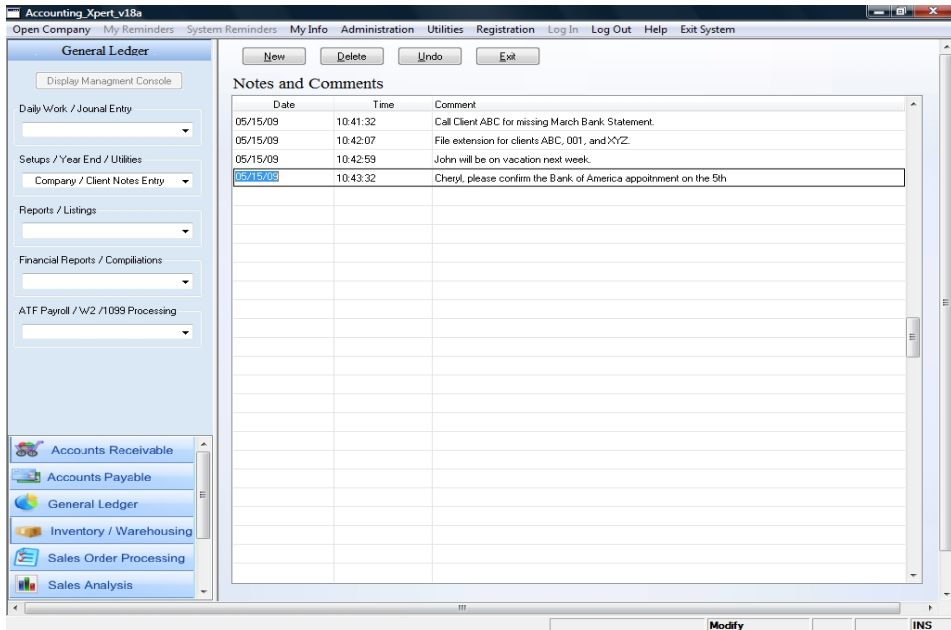 Accounting_Xpert_v18a
Open Company My Reminders System Reminders My Info Administration Utilities Registration Log In Log Out Help Exit System
General Ledger
Display Managment Console
Daily Work / Jounal Entry
Setups / Year End / Utilities
Company / Client Notes Entry
Reports / Listings
Financial Reports / Compiliations
ATF Payroll / W2 /1099 Processing
Accounts Receivable
Accounts Payable
General Ledger
Inventory / Warehousing
Sales Order Processing
Sales Analysis
New Delete Undo Exit
Notes and Comments
Date Time Comment
05/15/09 10:41:32 Call Client ABC for missing March Bank Statement.
05/15/09 10:42:07 File extension for clients ABC, 001, and XYZ.
05/15/09 10:42:59 John will be on vacation next week.
05/15/09 10:43:32 Cheryl, please confirm the Bank of America appoitnment on the 5th
Modify INS